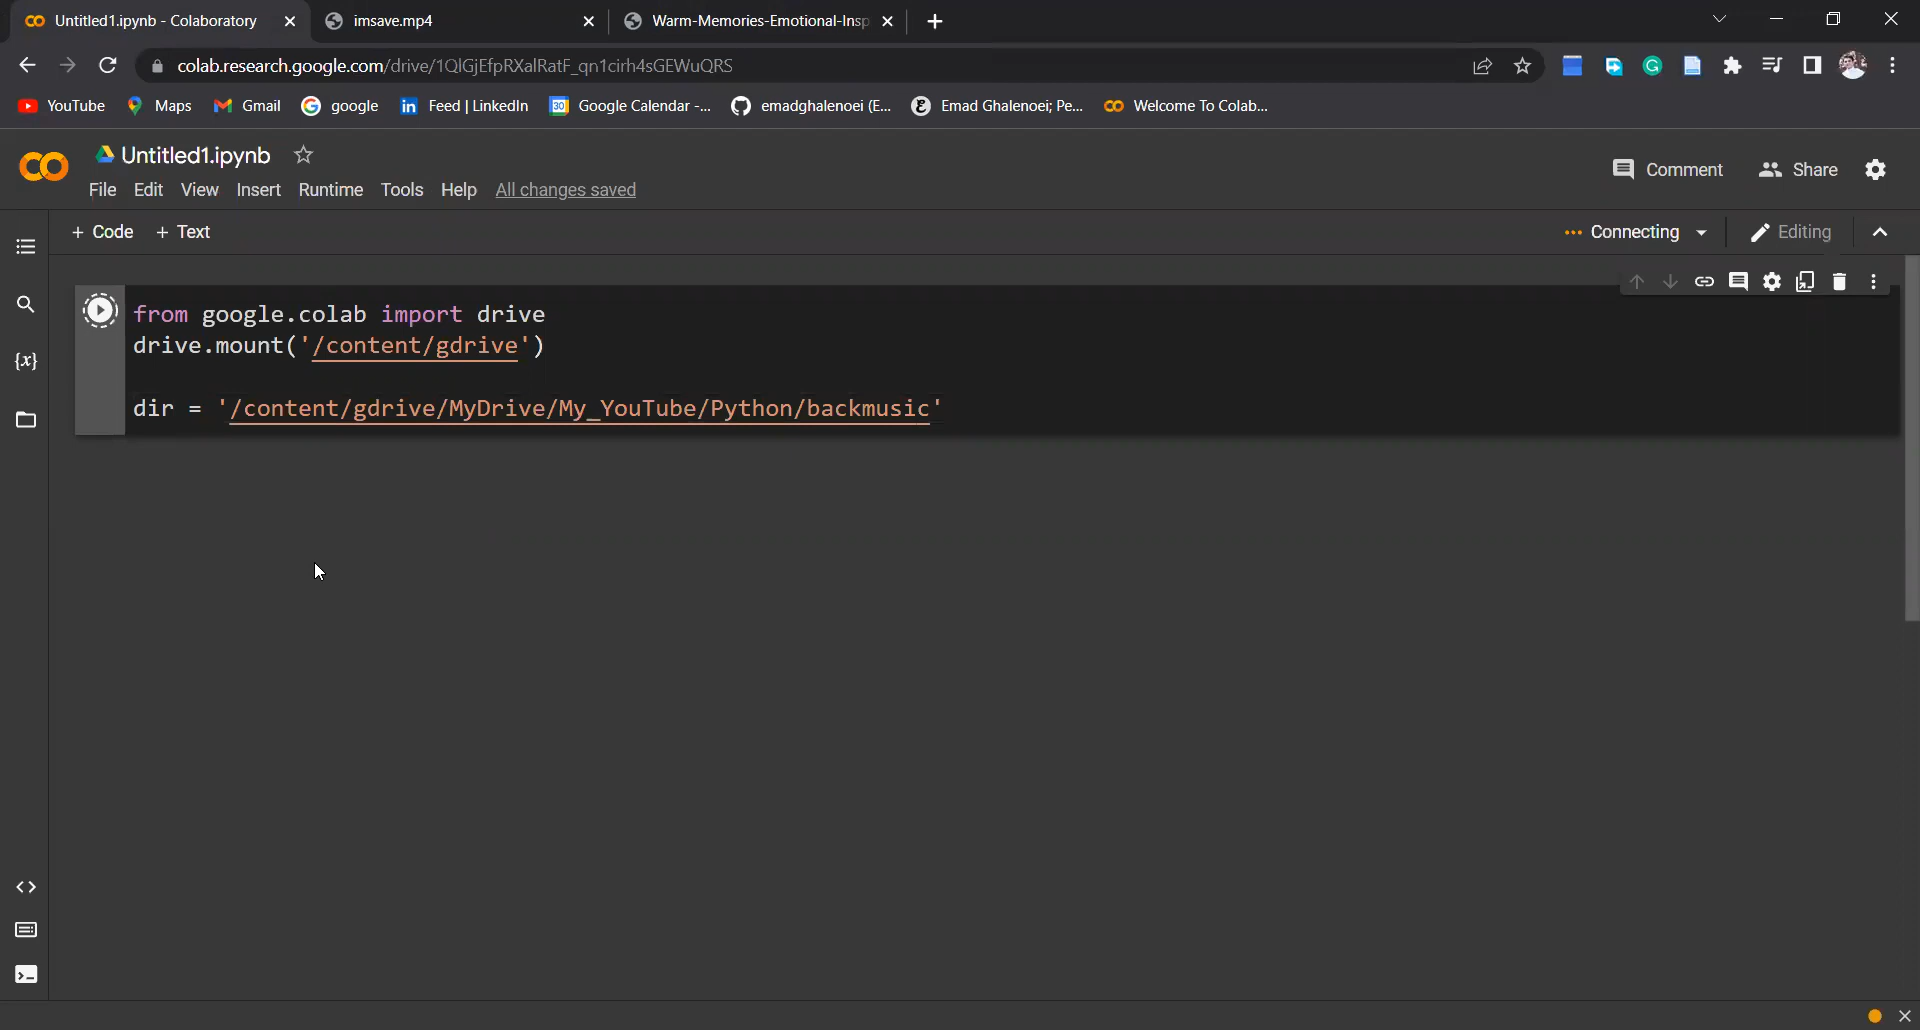 Untitled1.ipynb - Colaboratory
imsave.mp4
Warm-Memories-Emotional-Insp
colab.research.google.com/drive/1QlGjEfpRXalRatF_qn1cirh4sGEWuQRS
YouTube
Maps
Gmail
google
Feed | LinkedIn
Google Calendar -...
emadghalenoei (E...
Emad Ghalenoei; Pe...
Welcome To Colab...
Untitled1.ipynb
Comment
Share
File Edit View Insert Runtime Tools Help All changes saved
+ Code + Text
Connecting
Editing
from google.colab import drive
drive.mount('/content/gdrive')
dir = '/content/gdrive/MyDrive/My_YouTube/Python/backmusic'